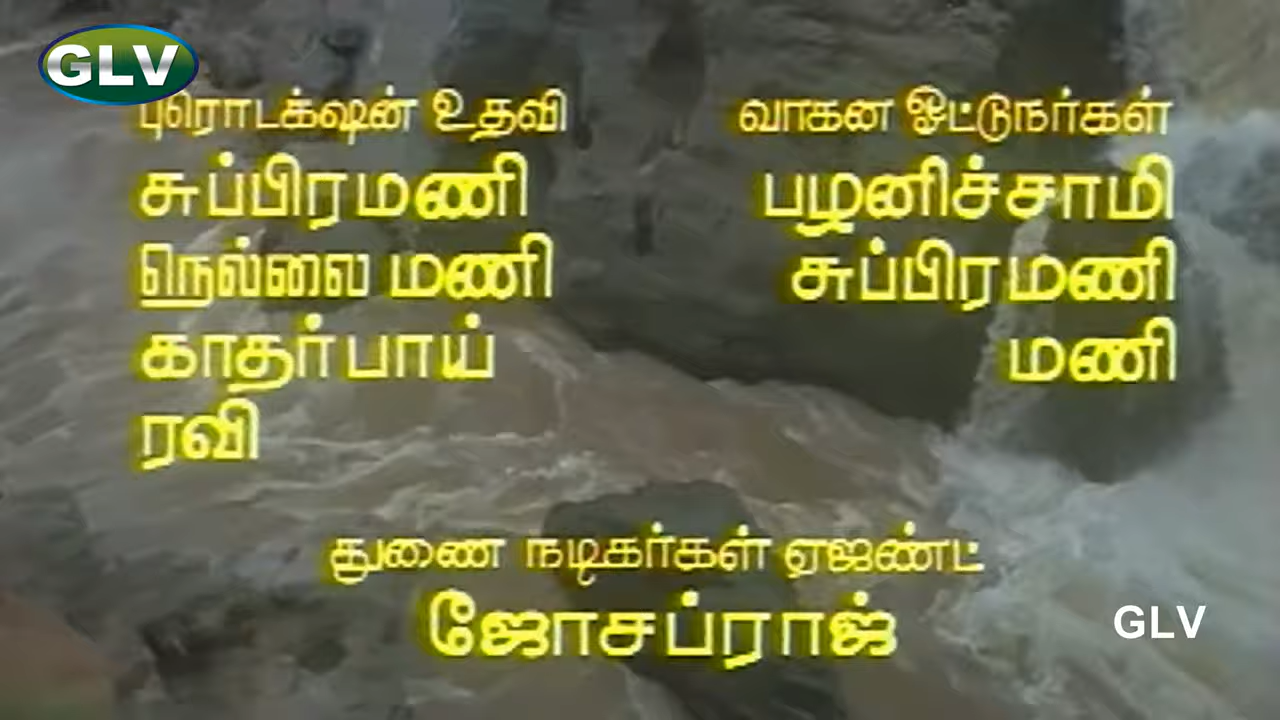 GLV
புரொடக்‌ஷன் உதவி
சுப்பிரமணி
நெல்லை மணி
காதர்பாய்
ரவி
வாகன ஓட்டுநர்கள்
பழனிச்சாமி
சுப்பிரமணி
மணி
துணை நடிகர்கள் ஏஜண்ட்
ஜோசப்ராஜ்
GLV